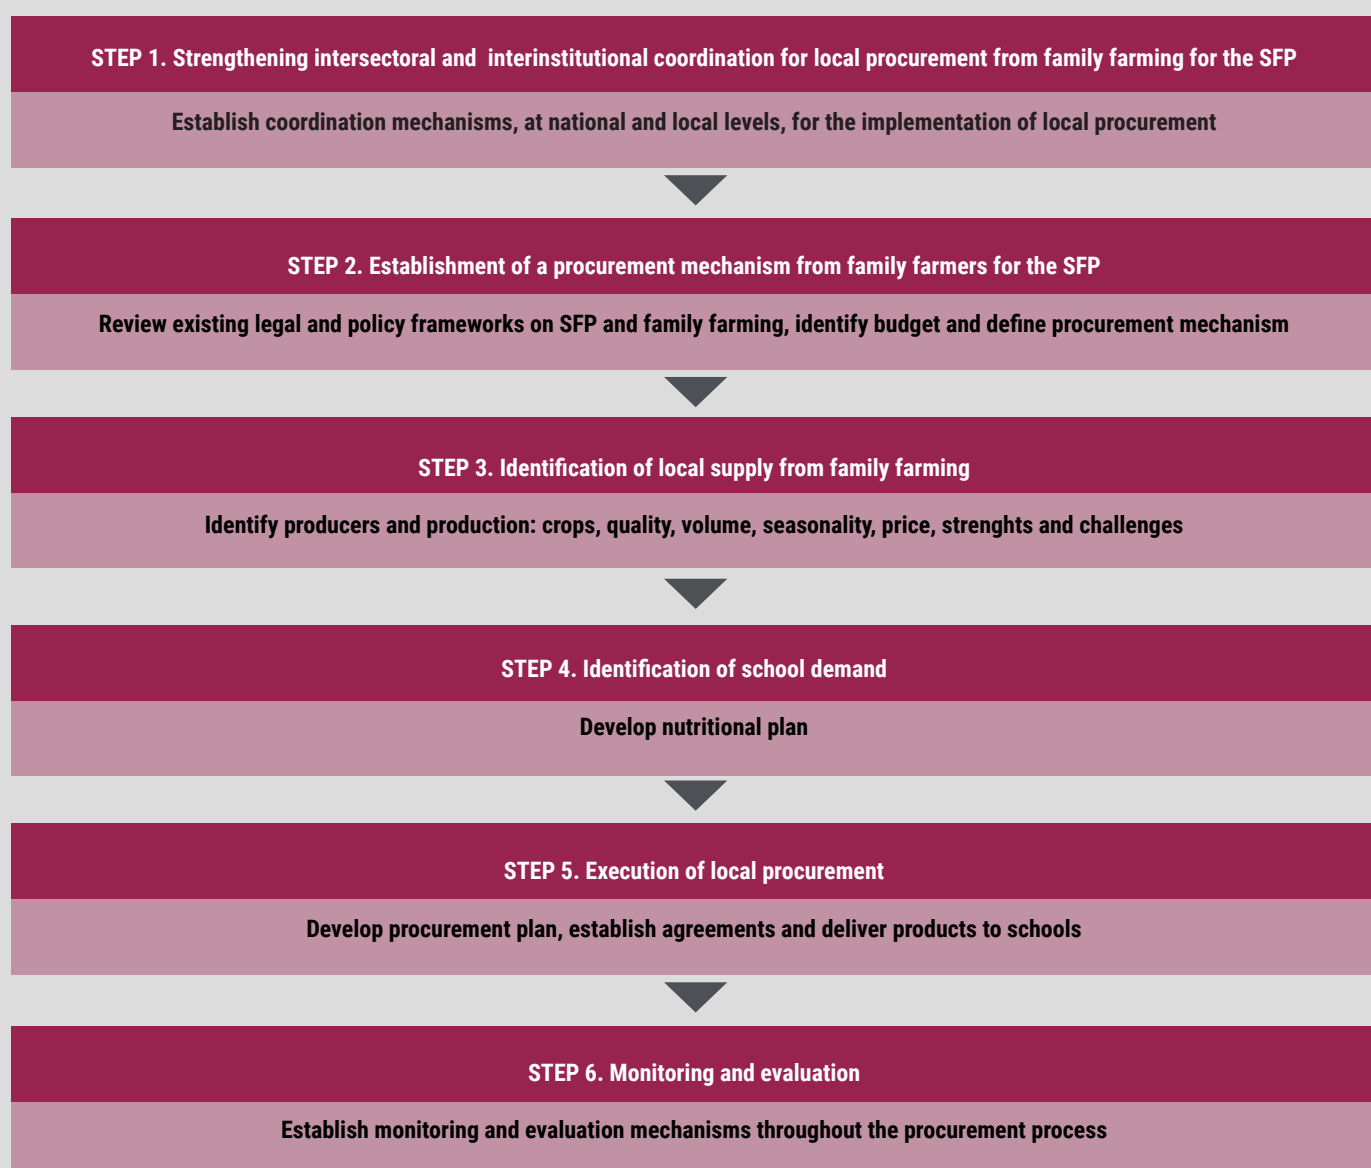 STEP 1. Strengthening intersectoral and  interinstitutional coordination for local procurement from family farming for the SFP
Establish coordination mechanisms, at national and local levels, for the implementation of local procurement
STEP 2. Establishment of a procurement mechanism from family farmers for the SFP
Review existing legal and policy frameworks on SFP and family farming, identify budget and define procurement mechanism
STEP 3. Identification of local supply from family farming
Identify producers and production: crops, quality, volume, seasonality, price, strenghts and challenges
STEP 4. Identification of school demand
Develop nutritional plan
STEP 5. Execution of local procurement
Develop procurement plan, establish agreements and deliver products to schools
STEP 6. Monitoring and evaluation
Establish monitoring and evaluation mechanisms throughout the procurement process